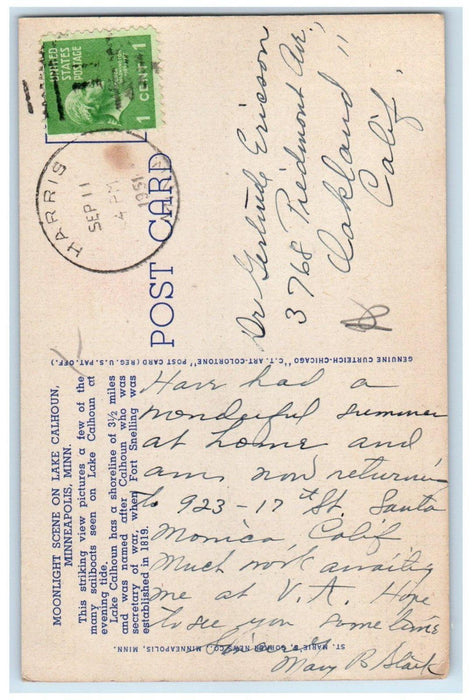 UNITED
STATES
POSTAGE
1 CENT 1
HARRIS
SEP 11
4 PM
1951
POST CARD
Dr Gertrude Ericson
3768 Piedmont Ave,
Oakland 11
Calif.
GENUINE CURTEICH-CHICAGO "C.T. ART-COLORTONE" POST CARD (REG. U.S. PAT. OFF.)
MOONLIGHT SCENE ON LAKE CALHOUN,
MINNEAPOLIS, MINN.
This striking view pictures a few of the
many sailboats seen on Lake Calhoun at
evening tide.
Lake Calhoun has a shoreline of 3½ miles
and was named after Calhoun who was
secretary of war, when Fort Snelling was
established in 1819.
Have had a
wonderful summer
at home and
am now returning
to 923-17th St. Santa
Monica, Calif
Much work awaiting
me at V.A. Hope
to see you sometime
Mary B Stark
ST. MARIE'S GOPHER NEWS CO., MINNEAPOLIS, MINN.